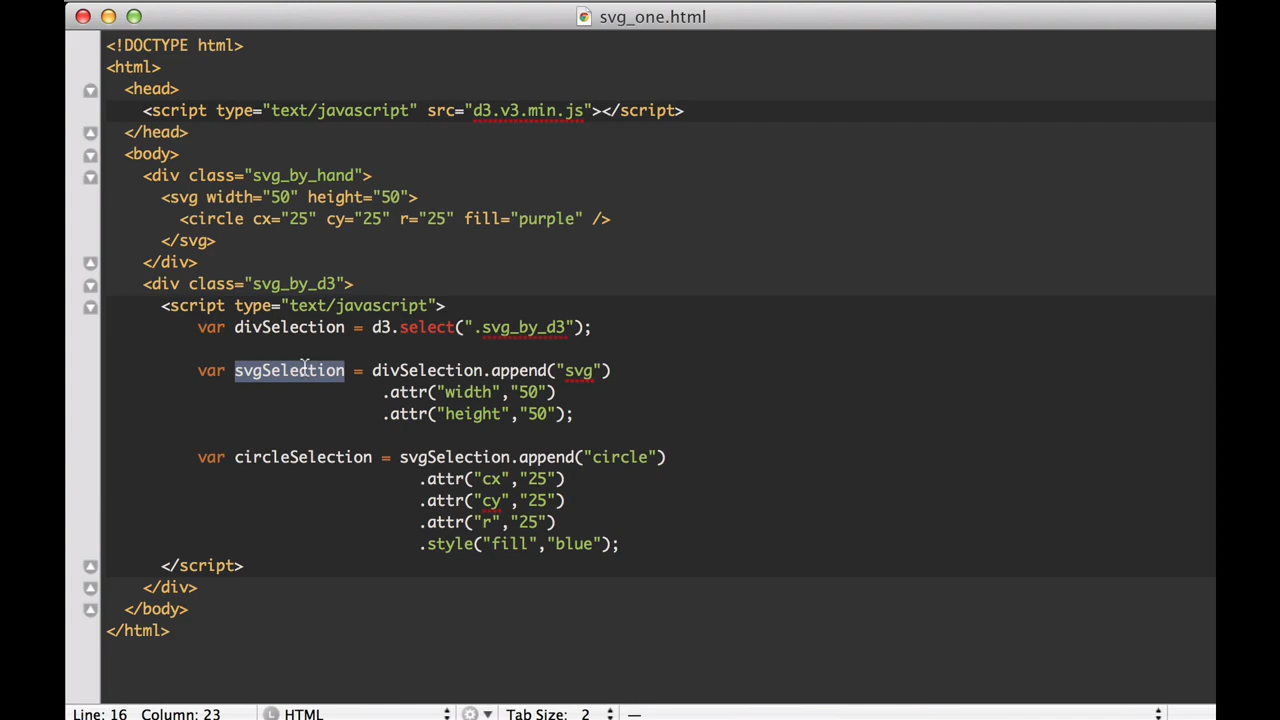 svg_one.html
<!DOCTYPE html>
<html>
<head>
<script type="text/javascript" src="d3.v3.min.js"></script>
</head>
<body>
<div class="svg_by_hand">
<svg width="50" height="50">
<circle cx="25" cy="25" r="25" fill="purple" />
</svg>
</div>
<div class="svg_by_d3">
<script type="text/javascript">
var divSelection = d3.select(".svg_by_d3");
var svgSelection = divSelection.append("svg")
.attr("width","50")
.attr("height","50");
var circleSelection = svgSelection.append("circle")
.attr("cx","25")
.attr("cy","25")
.attr("r","25")
.style("fill","blue");
</script>
</div>
</body>
</html>
Line: 16 Column: 23 L HTML Tab Size: 2 —